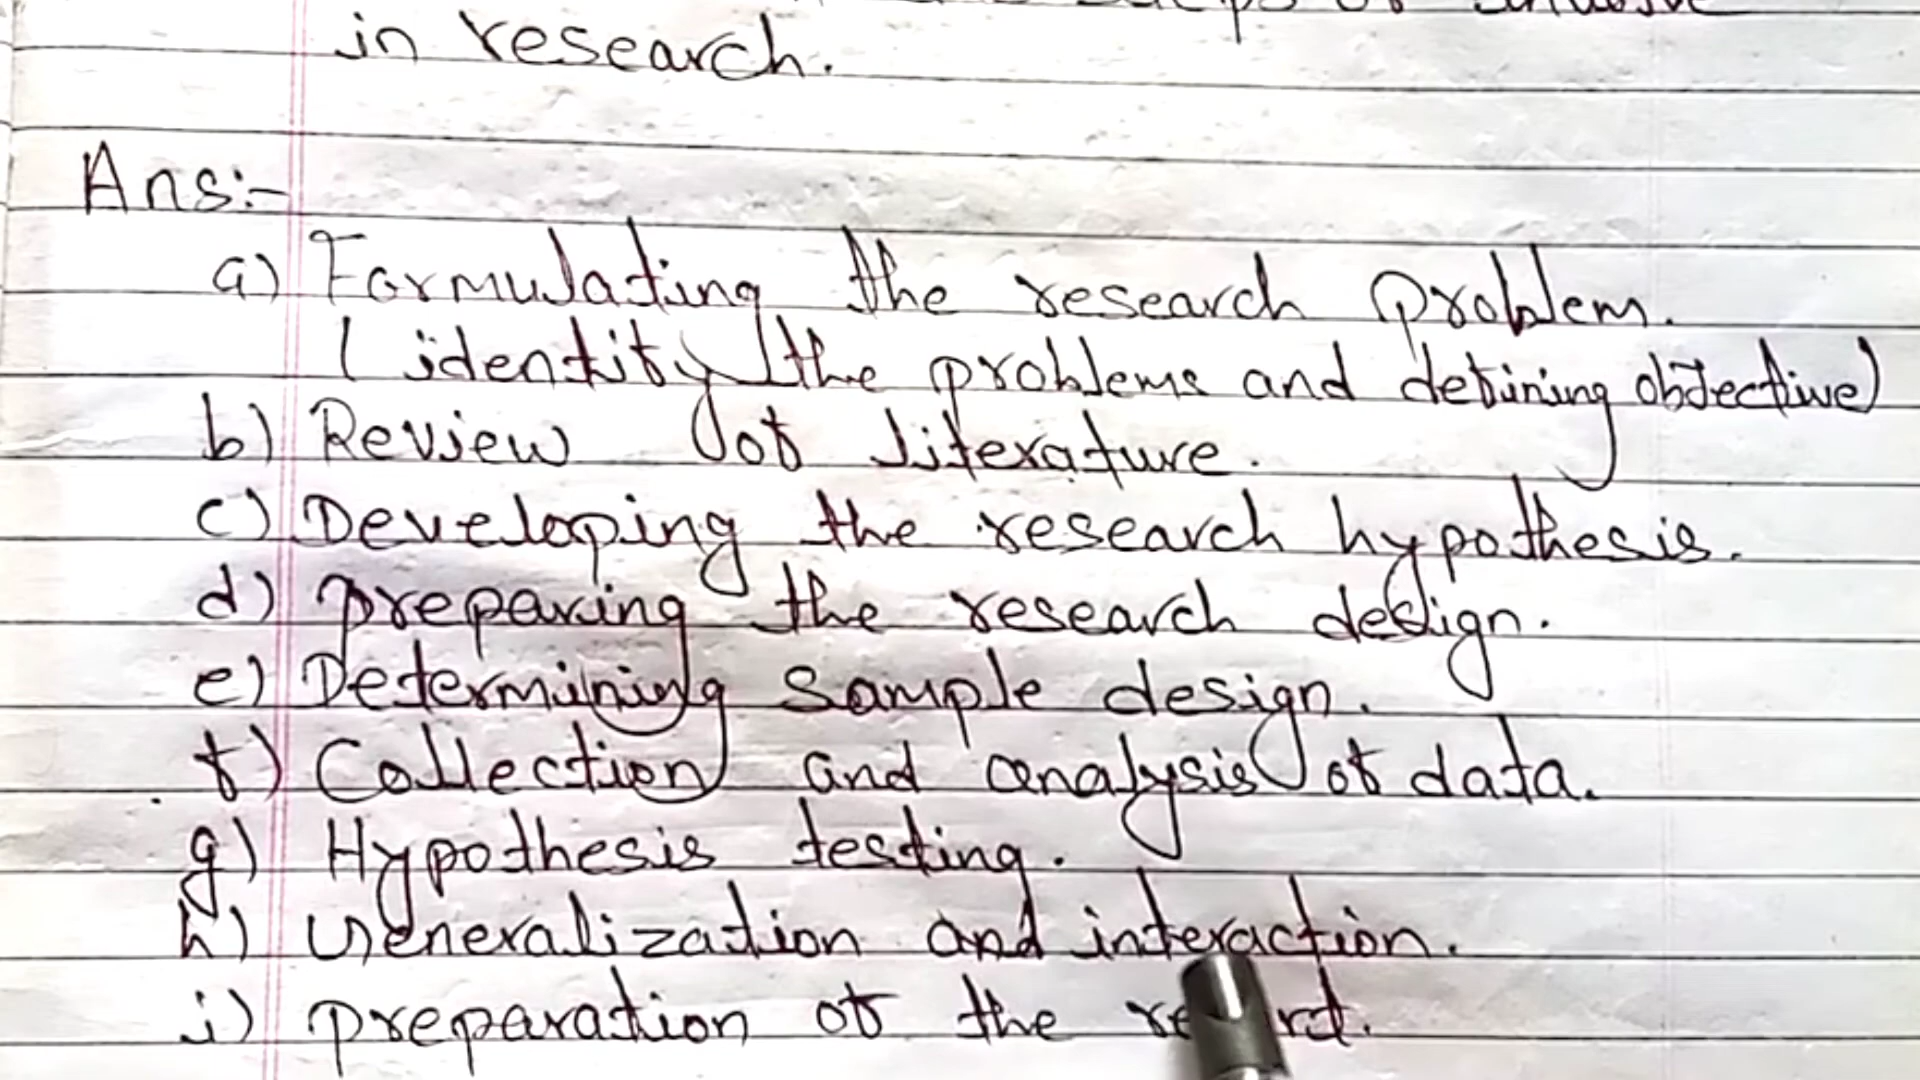 of
in research.
Ans:-
a) Formulating the research problem.
( identify the problems and defining objective)
b) Review of literature.
c) Developing the research hypothesis.
d) preparing the research design.
e) Determining Sample design.
f) Collection and analysis of data.
g) Hypothesis testing.
h) Generalization and interaction.
i) preparation of the